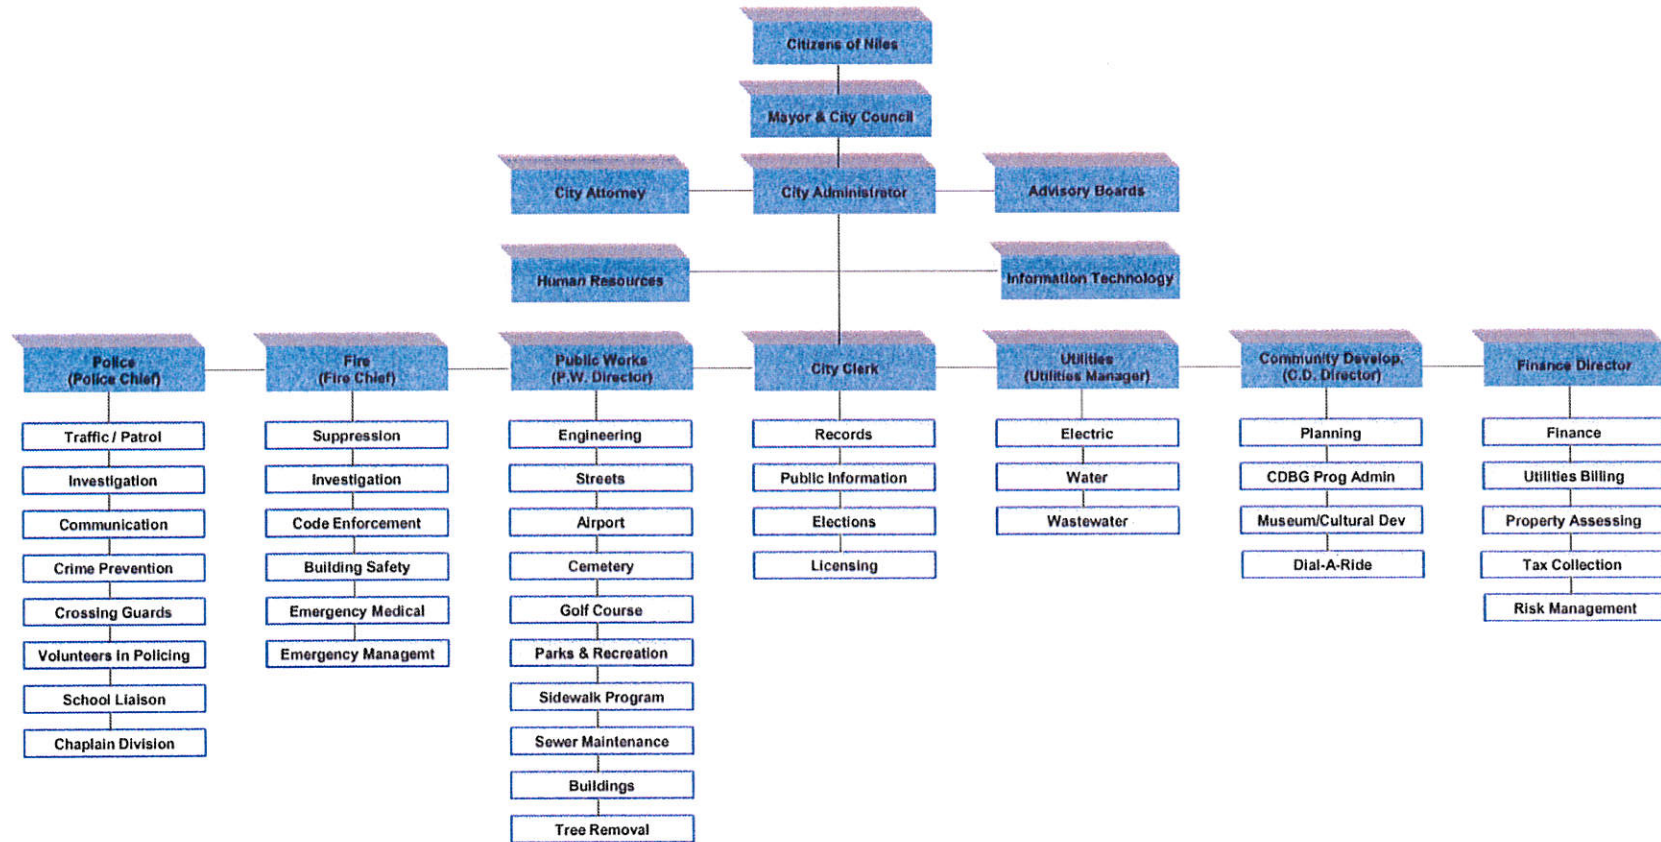 Citizens of Niles
Mayor & City Council
City Attorney
City Administrator
Advisory Boards
Human Resources
Information Technology
Police
(Police Chief)
Fire
(Fire Chief)
Public Works
(P.W. Director)
City Clerk
Utilities
(Utilities Manager)
Community Develop.
(C.D. Director)
Finance Director
Traffic / Patrol
Investigation
Communication
Crime Prevention
Crossing Guards
Volunteers In Policing
School Liaison
Chaplain Division
Suppression
Investigation
Code Enforcement
Building Safety
Emergency Medical
Emergency Managemt
Engineering
Streets
Airport
Cemetery
Golf Course
Parks & Recreation
Sidewalk Program
Sewer Maintenance
Buildings
Tree Removal
Records
Public Information
Elections
Licensing
Electric
Water
Wastewater
Planning
CDBG Prog Admin
Museum/Cultural Dev
Dial-A-Ride
Finance
Utilities Billing
Property Assessing
Tax Collection
Risk Management